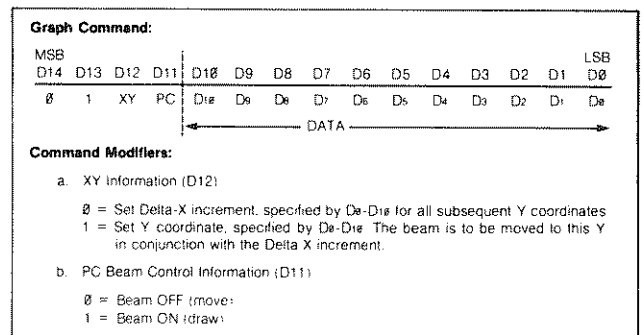 Graph Command:
MSB LSB
D14 D13 D12 D11 D10 D9 D8 D7 D6 D5 D4 D3 D2 D1 D0
0 1 XY PC D10 D9 D8 D7 D6 D5 D4 D3 D2 D1 D0
DATA
Command Modifiers:
a. XY Information (D12)
0 = Set Delta-X increment, specified by D0-D10 for all subsequent Y coordinates
1 = Set Y coordinate, specified by D0-D10. The beam is to be moved to this Y
in conjunction with the Delta X increment.
b. PC Beam Control Information (D11)
0 = Beam OFF (move)
1 = Beam ON (draw)